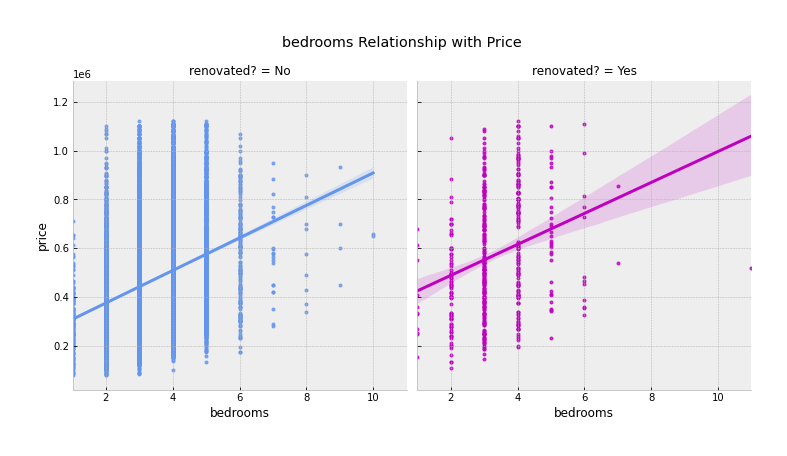 bedrooms Relationship with Price
renovated? = No
renovated? = Yes
1e6
1.2
1.0
0.8
0.6
0.4
0.2
price
2 4 6 8 10
2 4 6 8 10
bedrooms
bedrooms